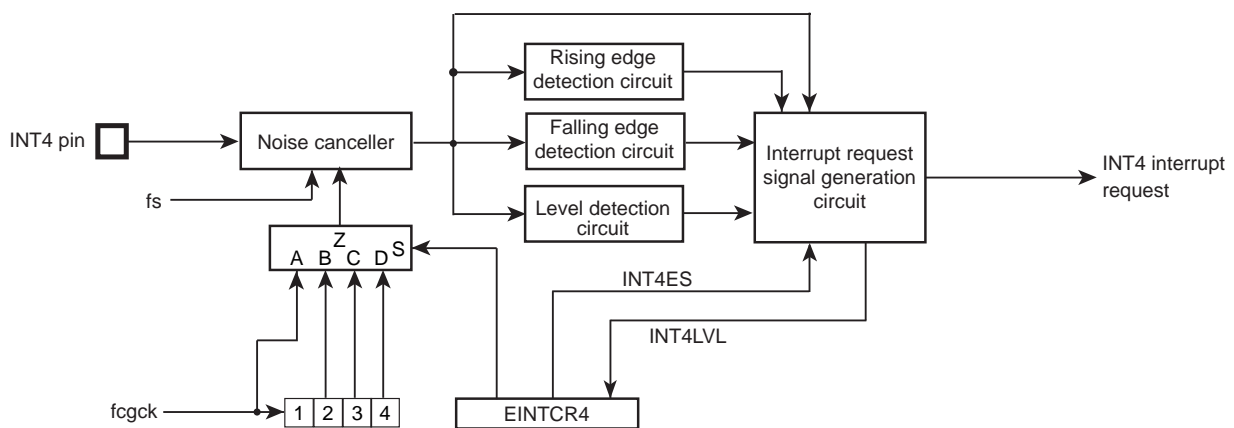 Rising edge
detection circuit
INT4 pin
Noise canceller
Falling edge
detection circuit
Interrupt request
signal generation
circuit
INT4 interrupt
request
fs
Level detection
circuit
Z
S
A B C D
INT4ES
INT4LVL
fcgck
1 2 3 4
EINTCR4